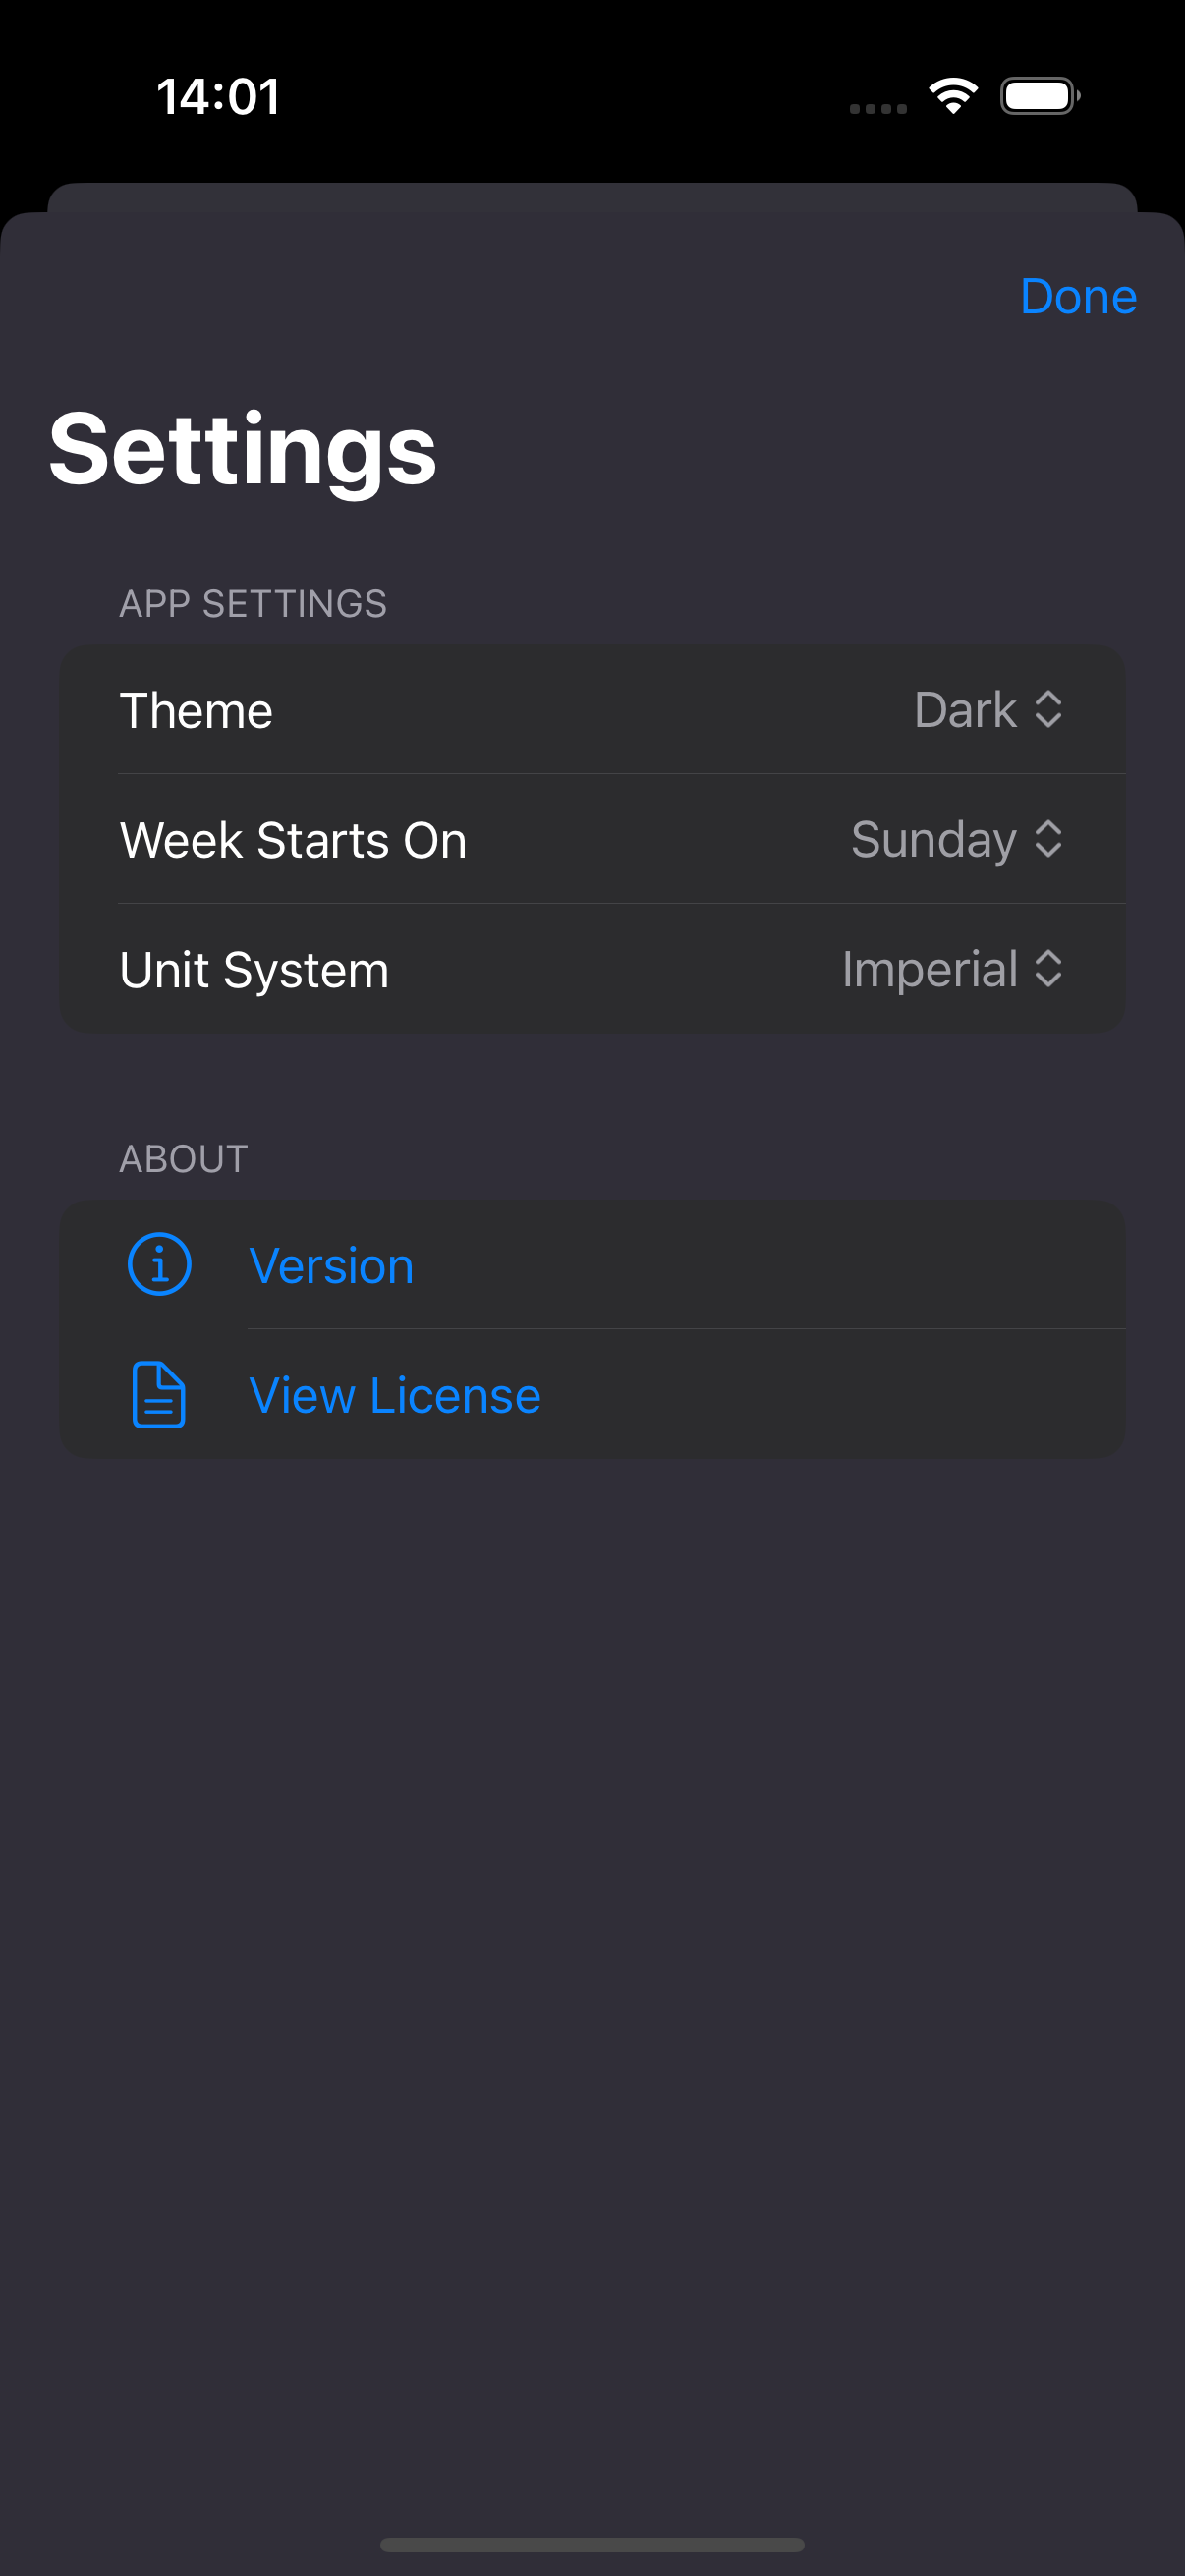 14:01
Done
Settings
APP SETTINGS
Theme Dark
Week Starts On Sunday
Unit System Imperial
ABOUT
Version
View License